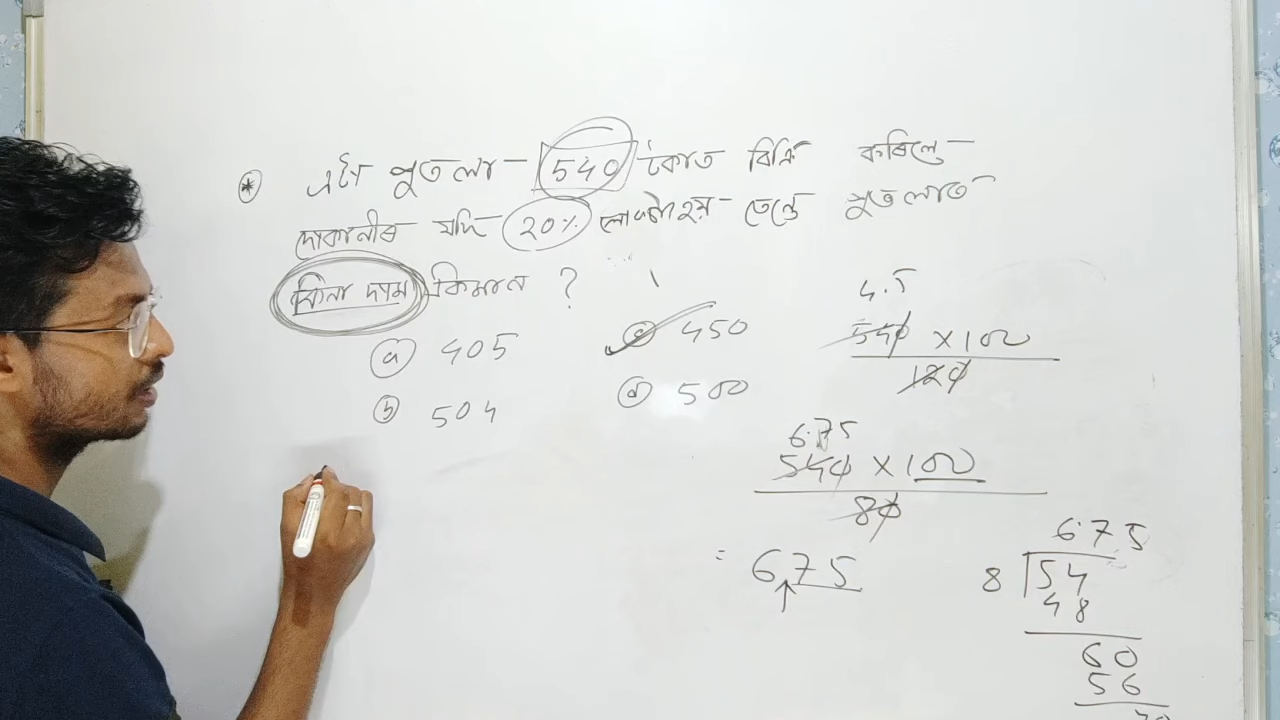 * এটা পুতলা 540 টকাত বিক্ৰি কৰিলে
দোকানীৰ যদি 20% লোকচান হয় তেন্তে পুতলাৰ
কিনা দাম কিমান ?
(a) 405 (c) 450
(b) 504 (d) 500
4.5
540 × 100
120
6.75
540 × 100
80
= 675
6.75
8 54
48
60
56